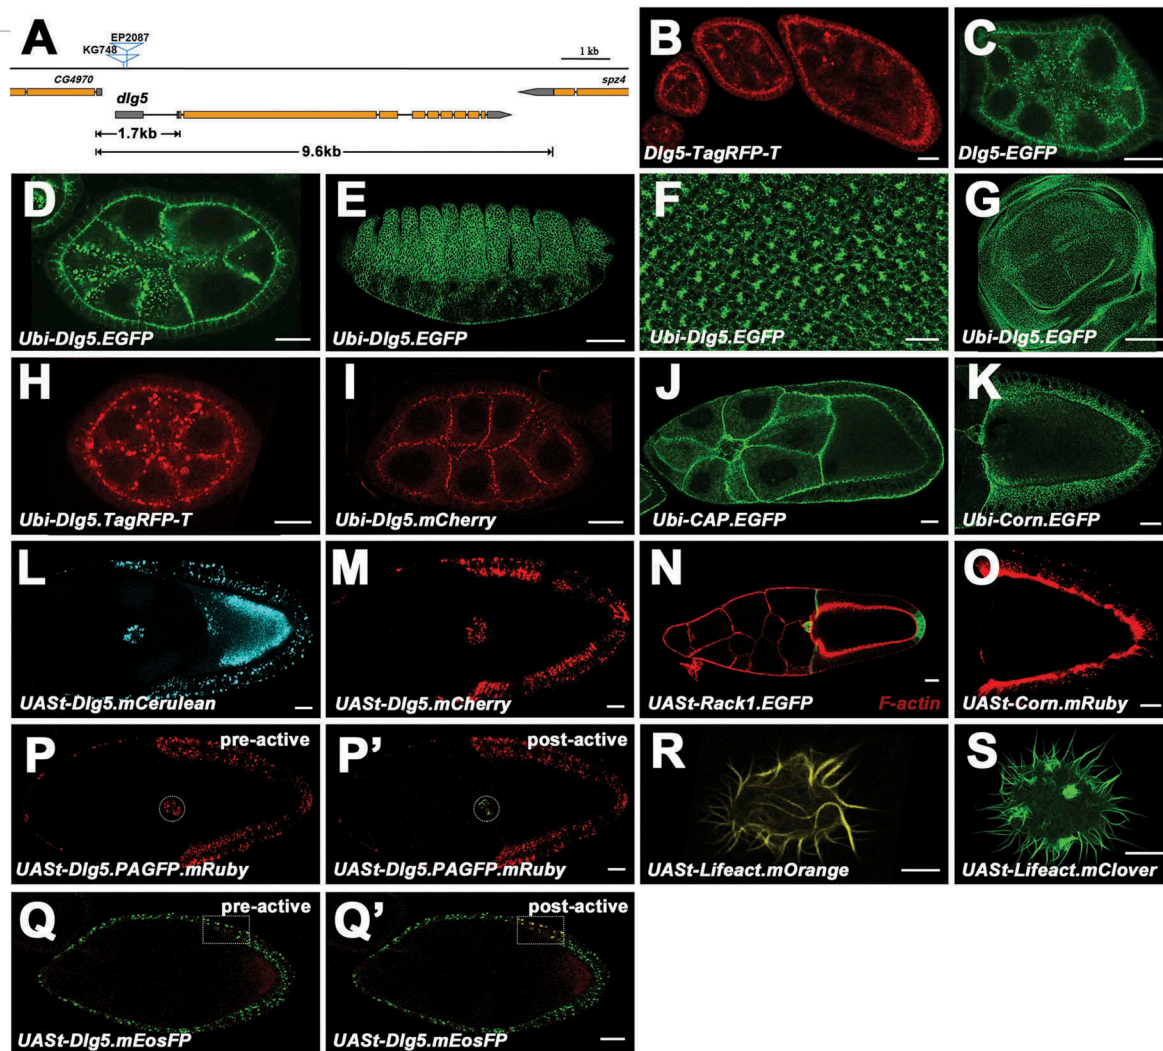 A
EP2087
KG748
1 kb
CG4970
spz4
dlg5
1.7kb
9.6kb
B
Dlg5-TagRFP-T
C
Dlg5-EGFP
D
Ubi-Dlg5.EGFP
E
Ubi-Dlg5.EGFP
F
Ubi-Dlg5.EGFP
G
Ubi-Dlg5.EGFP
H
Ubi-Dlg5.TagRFP-T
I
Ubi-Dlg5.mCherry
J
Ubi-CAP.EGFP
K
Ubi-Corn.EGFP
L
UASt-Dlg5.mCerulean
M
UASt-Dlg5.mCherry
N
UASt-Rack1.EGFP
F-actin
O
UASt-Corn.mRuby
P
pre-active
UASt-Dlg5.PAGFP.mRuby
P'
post-active
UASt-Dlg5.PAGFP.mRuby
R
UASt-Lifeact.mOrange
S
UASt-Lifeact.mClover
Q
pre-active
UASt-Dlg5.mEosFP
Q'
post-active
UASt-Dlg5.mEosFP